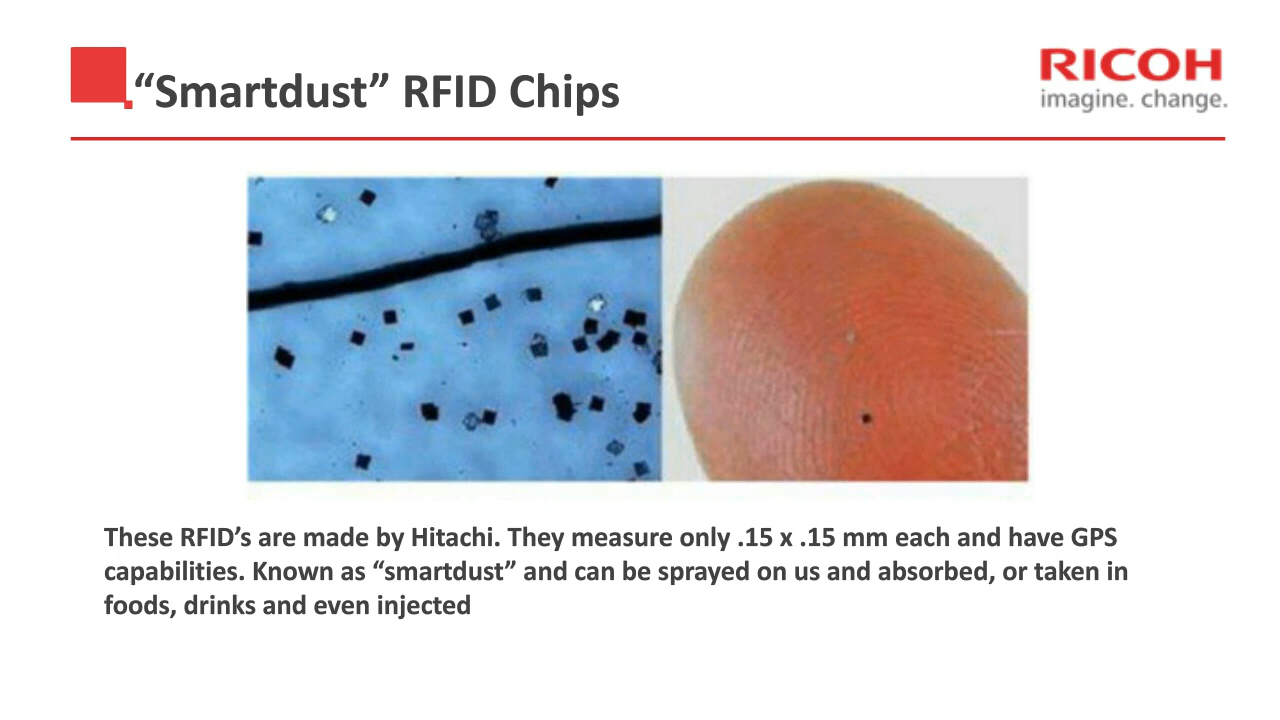 “Smartdust” RFID Chips
RICOH
imagine. change.
These RFID’s are made by Hitachi. They measure only .15 x .15 mm each and have GPS
capabilities. Known as “smartdust” and can be sprayed on us and absorbed, or taken in
foods, drinks and even injected